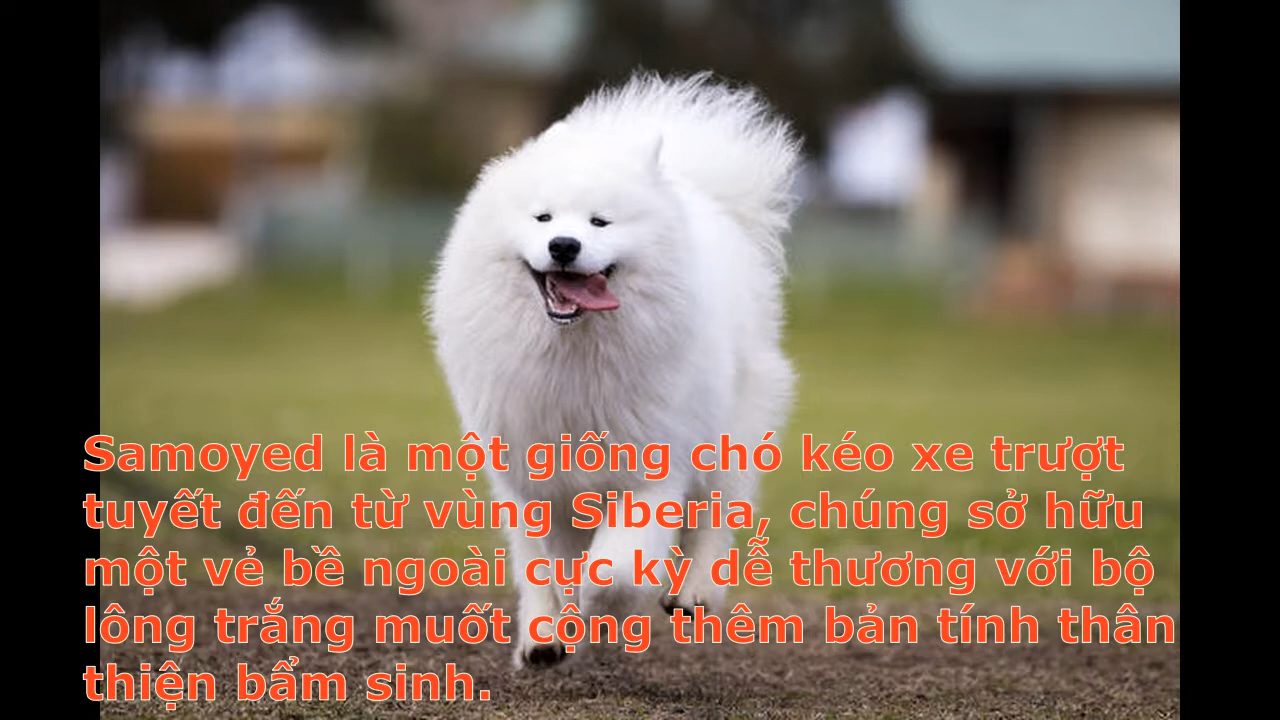 Samoyed là một giống chó kéo xe trượt
tuyết đến từ vùng Siberia, chúng sở hữu
một vẻ bề ngoài cực kỳ dễ thương với bộ
lông trắng muốt cộng thêm bản tính thân
thiện bẩm sinh.